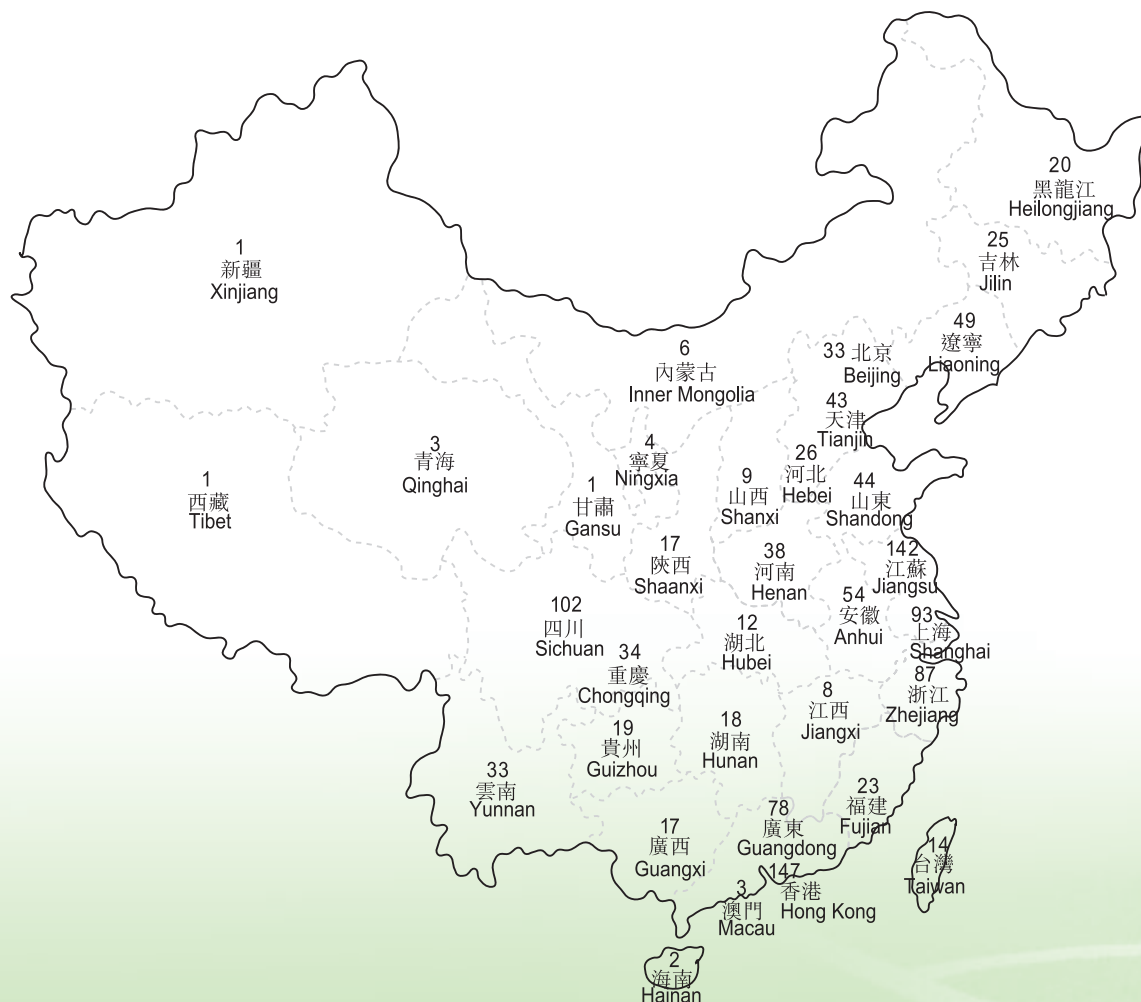 20
黑龍江
Heilongjiang
25
吉林
Jilin
1
新疆
Xinjiang
49
遼寧
Liaoning
6
內蒙古
Inner Mongolia
33 北京
Beijing
43
天津
Tianjin
3
青海
Qinghai
4
寧夏
Ningxia
26
河北
Hebei
1
西藏
Tibet
1
甘肅
Gansu
9
山西
Shanxi
44
山東
Shandong
17
陝西
Shaanxi
38
河南
Henan
142
江蘇
Jiangsu
102
四川
Sichuan
54
安徽
Anhui
12
湖北
Hubei
93
上海
Shanghai
34
重慶
Chongqing
87
浙江
Zhejiang
8
江西
Jiangxi
19
貴州
Guizhou
18
湖南
Hunan
33
雲南
Yunnan
23
福建
Fujian
17
廣西
Guangxi
78
廣東
Guangdong
14
台灣
Taiwan
147
香港
Hong Kong
3
澳門
Macau
2
海南
Hainan